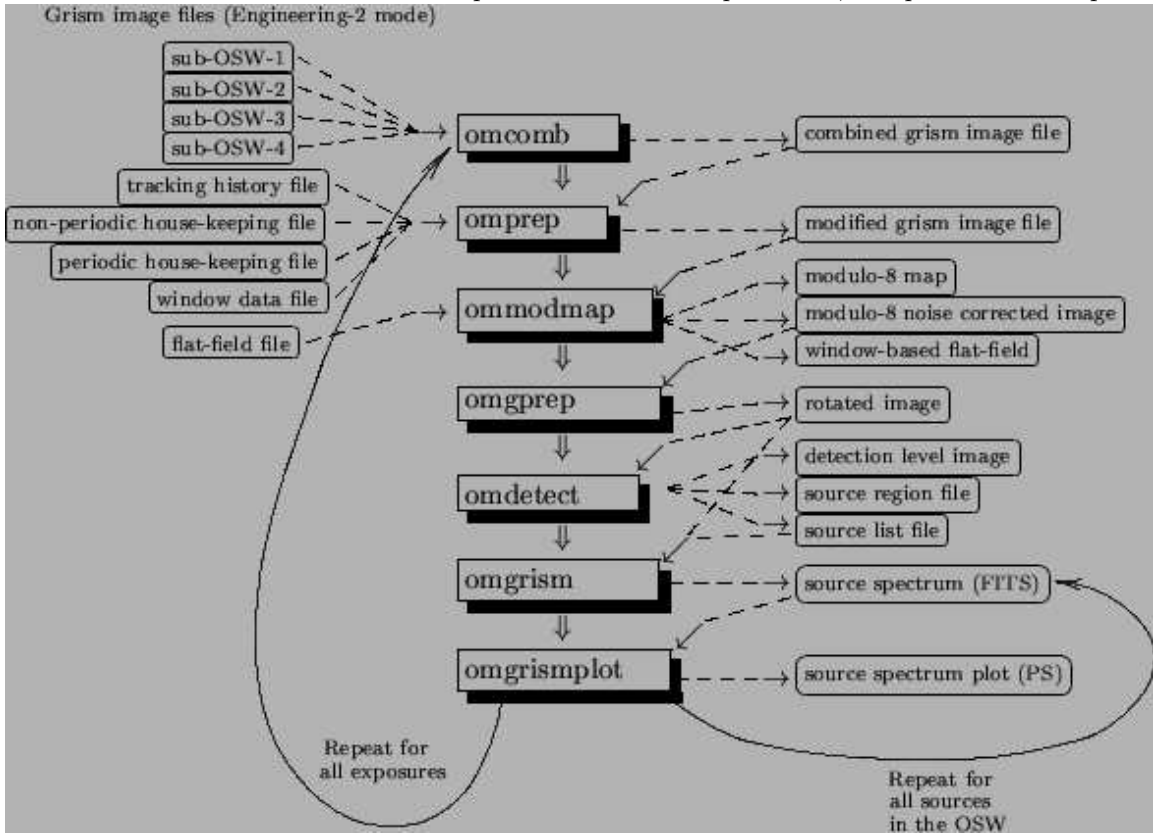 Grism image files (Engineering-2 mode)
sub-OSW-1
sub-OSW-2
sub-OSW-3
sub-OSW-4
omcomb
combined grism image file
tracking history file
non-periodic house-keeping file
periodic house-keeping file
window data file
omprep
modified grism image file
flat-field file
ommodmap
modulo-8 map
modulo-8 noise corrected image
window-based flat-field
omgprep
rotated image
omdetect
detection level image
source region file
source list file
omgrism
source spectrum (FITS)
omgrismplot
source spectrum plot (PS)
Repeat for
all exposures
Repeat for
all sources
in the OSW